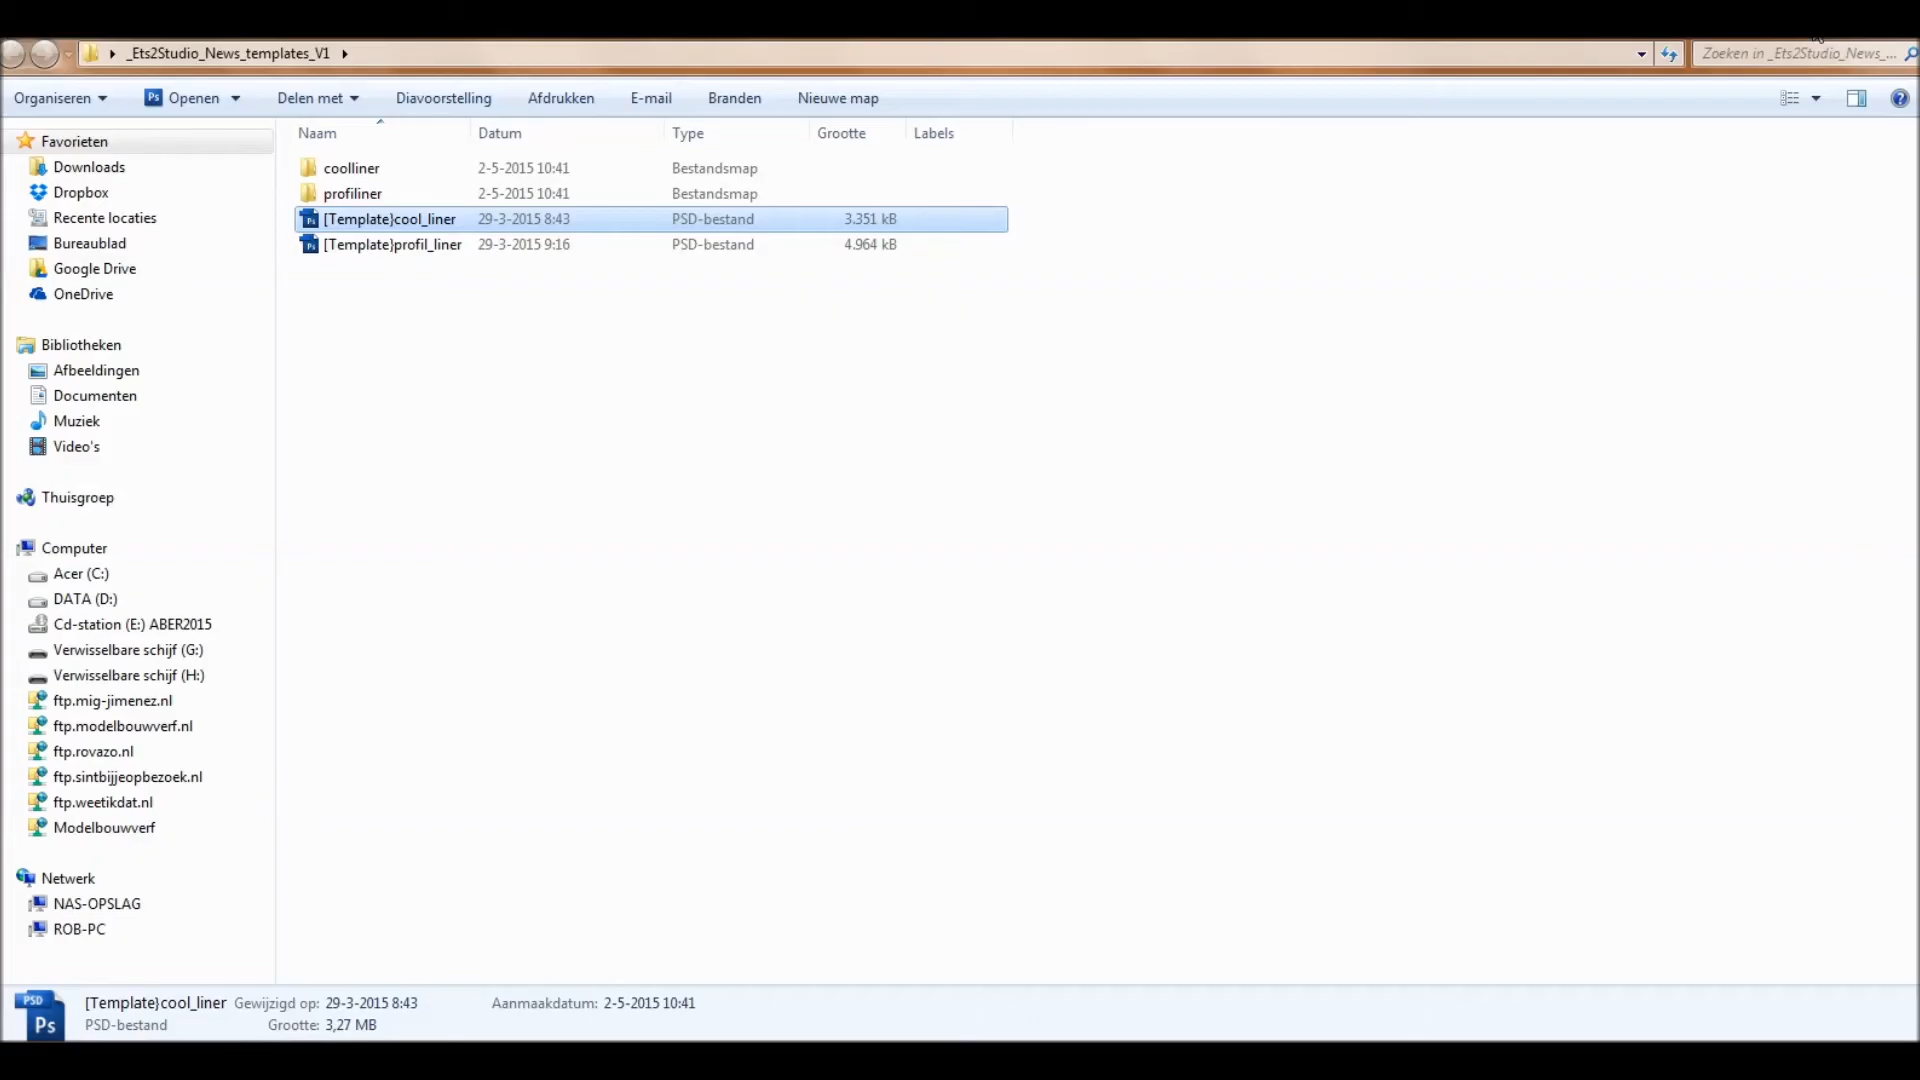 _Ets2Studio_News_templates_V1
Zoeken in _Ets2Studio_News_...
Organiseren
Ps Openen
Delen met
Diavoorstelling
Afdrukken
E-mail
Branden
Nieuwe map
Naam Datum Type Grootte Labels
coolliner 2-5-2015 10:41 Bestandsmap
profiliner 2-5-2015 10:41 Bestandsmap
[Template}cool_liner 29-3-2015 8:43 PSD-bestand 3.351 kB
[Template}profil_liner 29-3-2015 9:16 PSD-bestand 4.964 kB
Favorieten
Downloads
Dropbox
Recente locaties
Bureaublad
Google Drive
OneDrive
Bibliotheken
Afbeeldingen
Documenten
Muziek
Video's
Thuisgroep
Computer
Acer (C:)
DATA (D:)
Cd-station (E:) ABER2015
Verwisselbare schijf (G:)
Verwisselbare schijf (H:)
ftp.mig-jimenez.nl
ftp.modelbouwverf.nl
ftp.rovazo.nl
ftp.sintbijjeopbezoek.nl
ftp.weetikdat.nl
Modelbouwverf
Netwerk
NAS-OPSLAG
ROB-PC
PSD
Ps
[Template}cool_liner Gewijzigd op: 29-3-2015 8:43 Aanmaakdatum: 2-5-2015 10:41
PSD-bestand Grootte: 3,27 MB